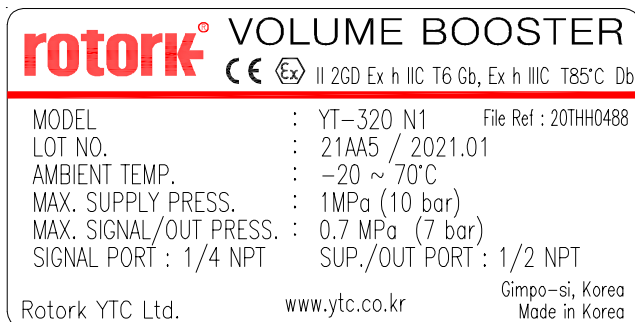 rotork® VOLUME BOOSTER
CE Ex II 2GD Ex h IIC T6 Gb, Ex h IIIC T85°C Db
MODEL : YT-320 N1 File Ref : 20THH0488
LOT NO. : 21AA5 / 2021.01
AMBIENT TEMP. : -20 ~ 70°C
MAX. SUPPLY PRESS. : 1MPa (10 bar)
MAX. SIGNAL/OUT PRESS. : 0.7 MPa (7 bar)
SIGNAL PORT : 1/4 NPT SUP./OUT PORT : 1/2 NPT
Rotork YTC Ltd. www.ytc.co.kr Gimpo-si, Korea
Made in Korea